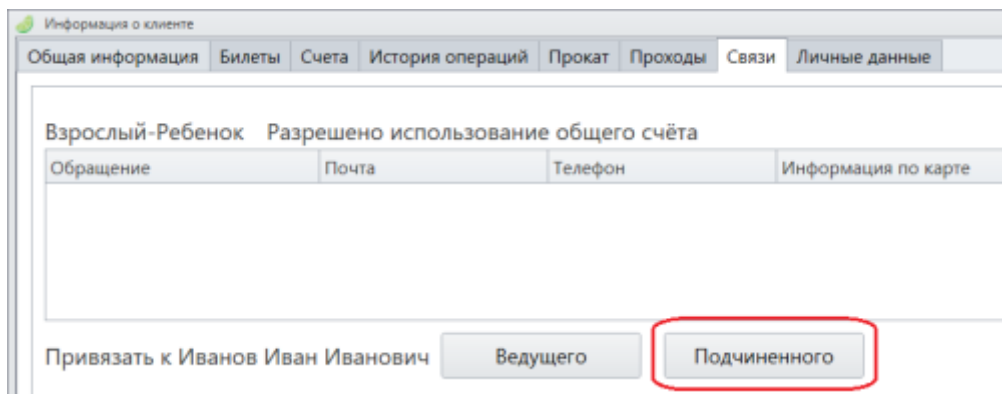 Информация о клиенте
Общая информация Билеты Счета История операций Прокат Проходы Связи Личные данные
Взрослый-Ребенок Разрешено использование общего счёта
Обращение Почта Телефон Информация по карте
Привязать к Иванов Иван Иванович Ведущего Подчиненного